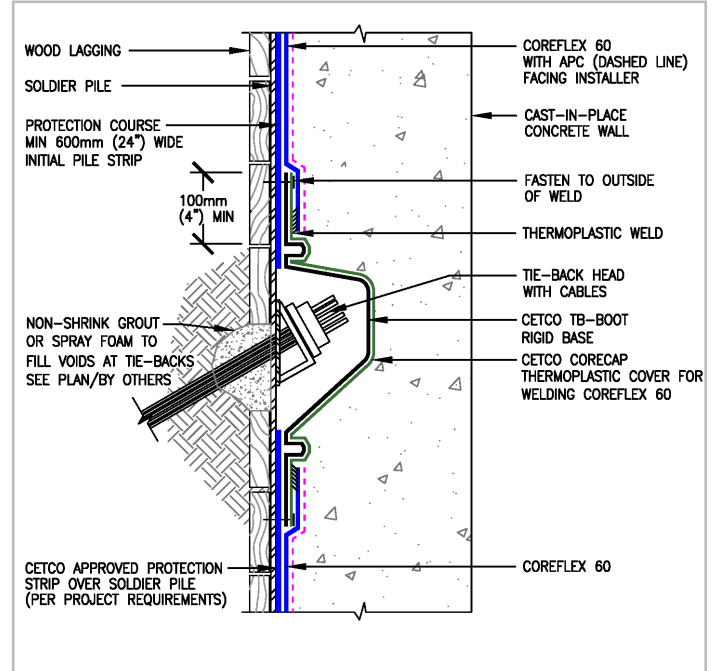 WOOD LAGGING
SOLDIER PILE
PROTECTION COURSE
MIN 600mm (24") WIDE
INITIAL PILE STRIP
100mm
(4") MIN
NON-SHRINK GROUT
OR SPRAY FOAM TO
FILL VOIDS AT TIE-BACKS
SEE PLAN/BY OTHERS
CETCO APPROVED PROTECTION
STRIP OVER SOLDIER PILE
(PER PROJECT REQUIREMENTS)
COREFLEX 60
WITH APC (DASHED LINE)
FACING INSTALLER
CAST-IN-PLACE
CONCRETE WALL
FASTEN TO OUTSIDE
OF WELD
THERMOPLASTIC WELD
TIE-BACK HEAD
WITH CABLES
CETCO TB-BOOT
RIGID BASE
CETCO CORECAP
THERMOPLASTIC COVER FOR
WELDING COREFLEX 60
COREFLEX 60